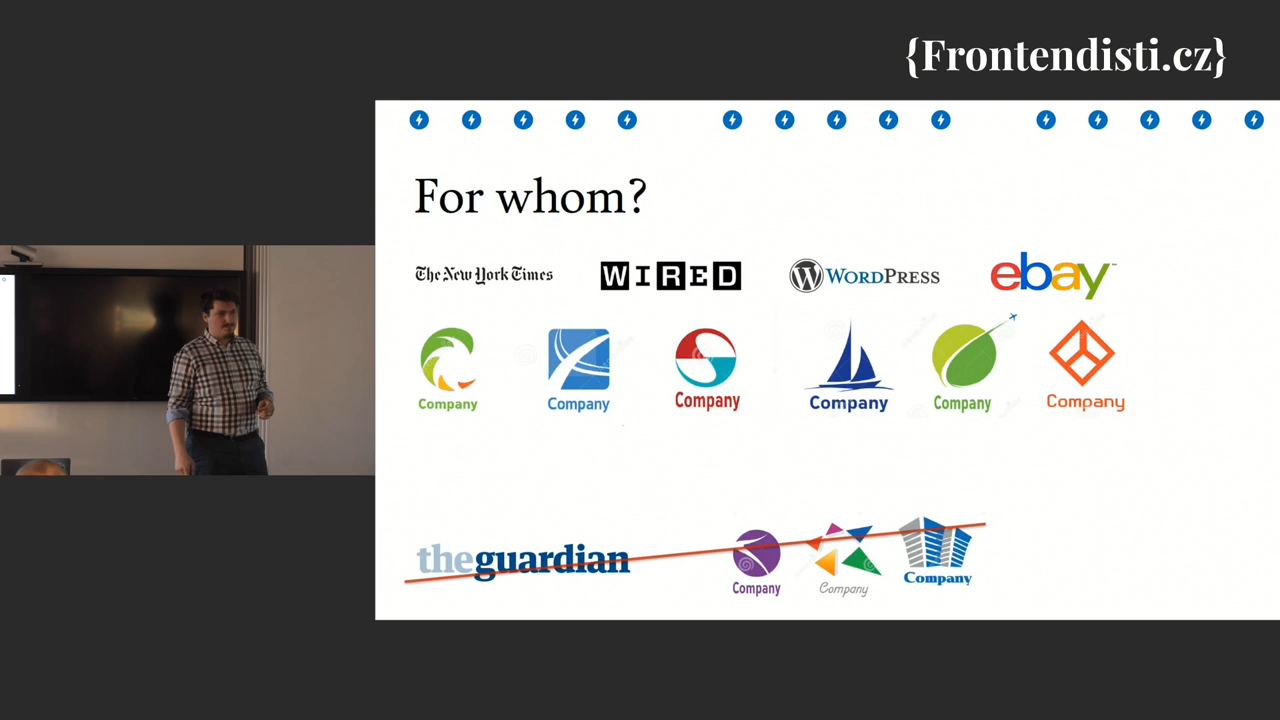 {Frontendisti.cz}
For whom?
The New York Times
WIRED
WORDPRESS
ebay™
Company
Company
Company
Company
Company
Company
theguardian
Company
Company
Company